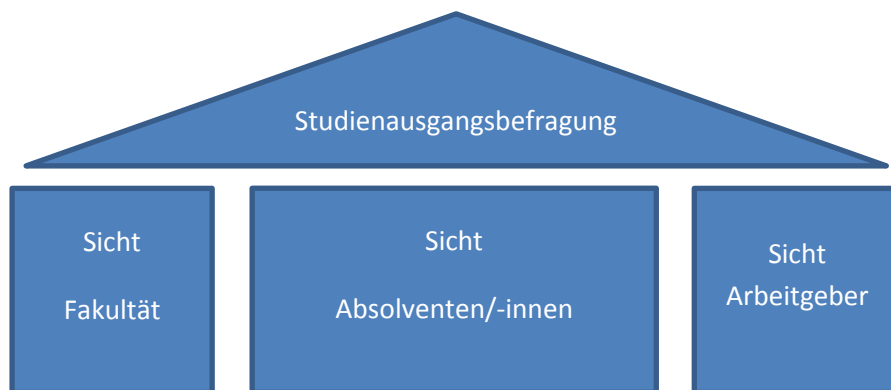 Studienausgangsbefragung
Sicht
Fakultät
Sicht
Absolventen/-innen
Sicht
Arbeitgeber